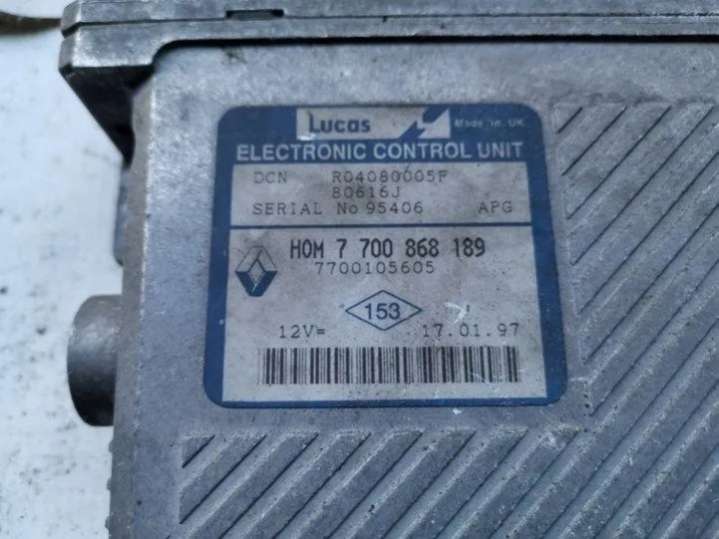 Lucas Made in UK
ELECTRONIC CONTROL UNIT
DCN R04080005F
80616J
SERIAL No 95406 APG
HOM 7 700 868 189
7700105605
153
12V= 17.01.97